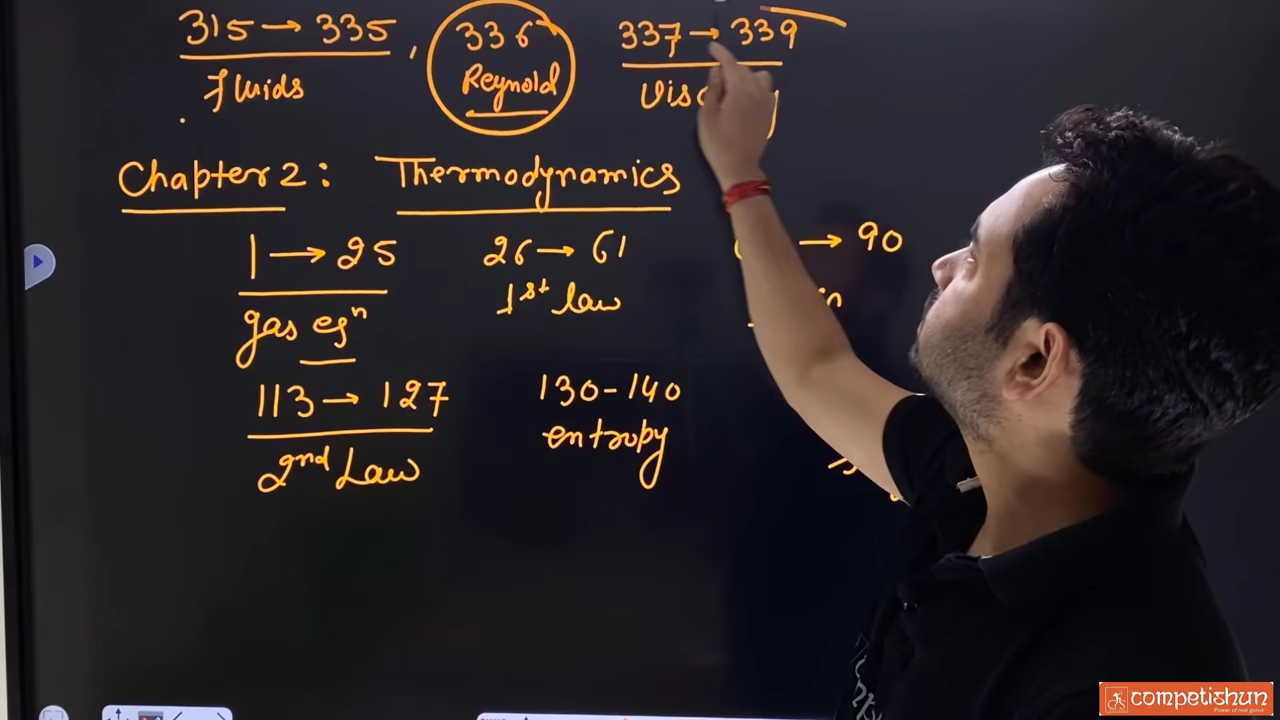 315 → 335 , 336 337 → 339
Fluids Reynold
Chapter 2: Thermodynamics
1 → 25 26 → 61 → 90
gas eqⁿ 1st law
113 → 127 130-140
2nd Law entropy
competishun